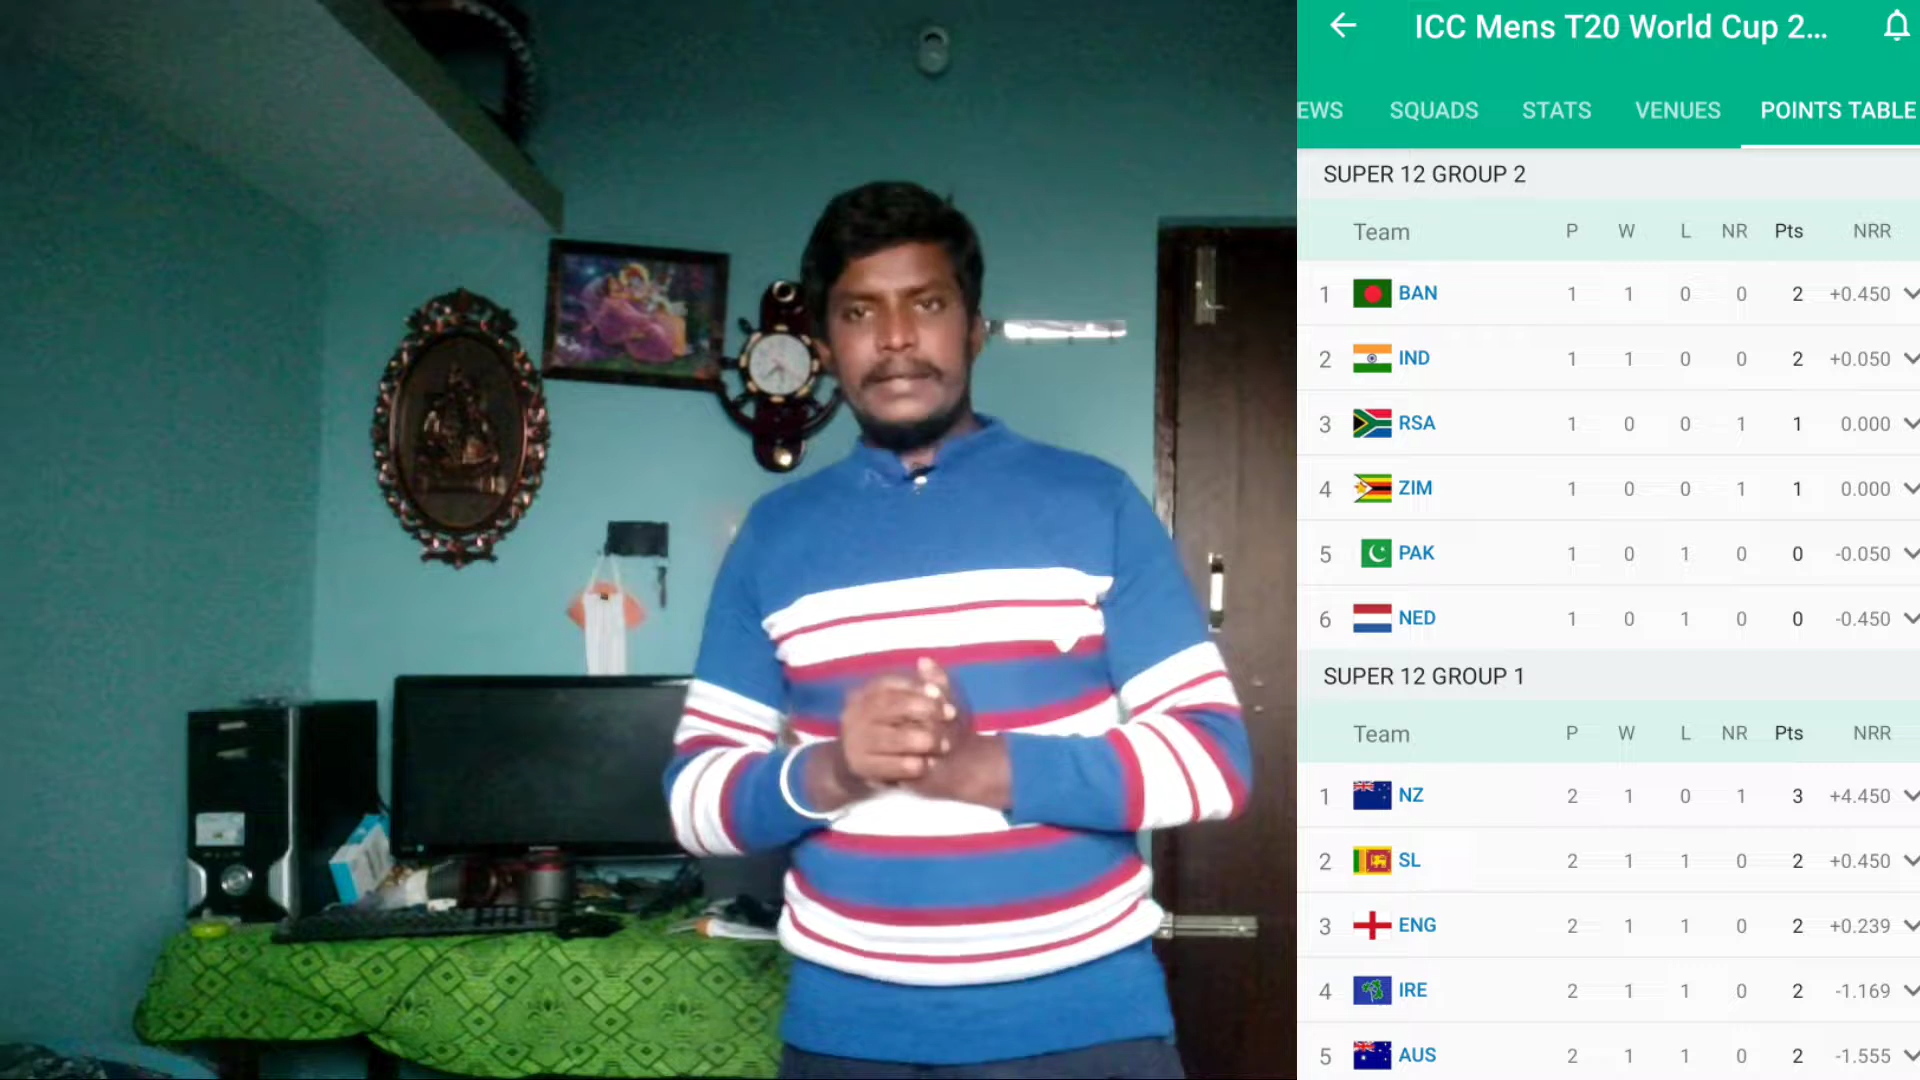 ICC Mens T20 World Cup 2...
EWS SQUADS STATS VENUES POINTS TABLE
SUPER 12 GROUP 2
Team P W L NR Pts NRR
1 BAN 1 1 0 0 2 +0.450
2 IND 1 1 0 0 2 +0.050
3 RSA 1 0 0 1 1 0.000
4 ZIM 1 0 0 1 1 0.000
5 PAK 1 0 1 0 0 -0.050
6 NED 1 0 1 0 0 -0.450
SUPER 12 GROUP 1
Team P W L NR Pts NRR
1 NZ 2 1 0 1 3 +4.450
2 SL 2 1 1 0 2 +0.450
3 ENG 2 1 1 0 2 +0.239
4 IRE 2 1 1 0 2 -1.169
5 AUS 2 1 1 0 2 -1.555